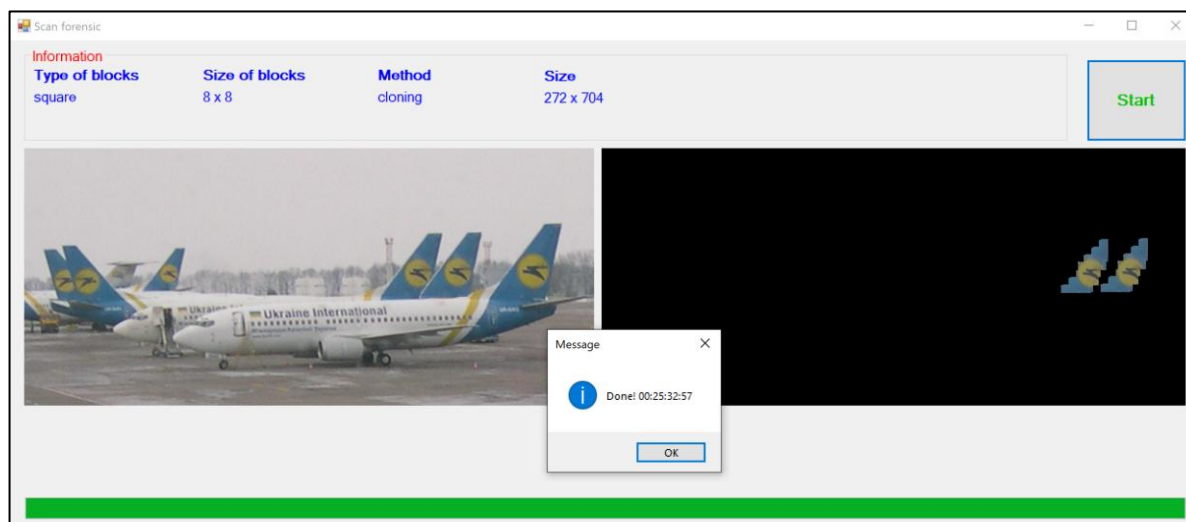 Scan forensic
Information
Type of blocks Size of blocks Method Size
square 8 x 8 cloning 272 x 704
Start
Ukraine International
Message
Done! 00:25:32:57
OK